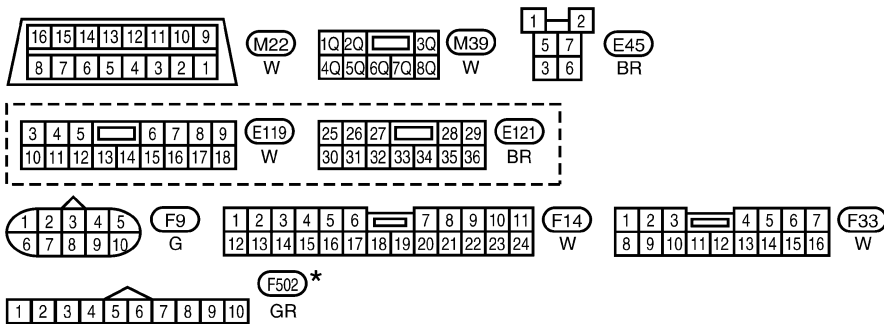 16 15 14 13 12 11 10 9
8 7 6 5 4 3 2 1
M22
W
1Q 2Q 3Q
4Q 5Q 6Q 7Q 8Q
M39
W
1 2
5 7
3 6
E45
BR
3 4 5 6 7 8 9
10 11 12 13 14 15 16 17 18
E119
W
25 26 27 28 29
30 31 32 33 34 35 36
E121
BR
1 2 3 4 5
6 7 8 9 10
F9
G
1 2 3 4 5 6 7 8 9 10 11
12 13 14 15 16 17 18 19 20 21 22 23 24
F14
W
1 2 3 4 5 6 7
8 9 10 11 12 13 14 15 16
F33
W
1 2 3 4 5 6 7 8 9 10
F502 *
GR